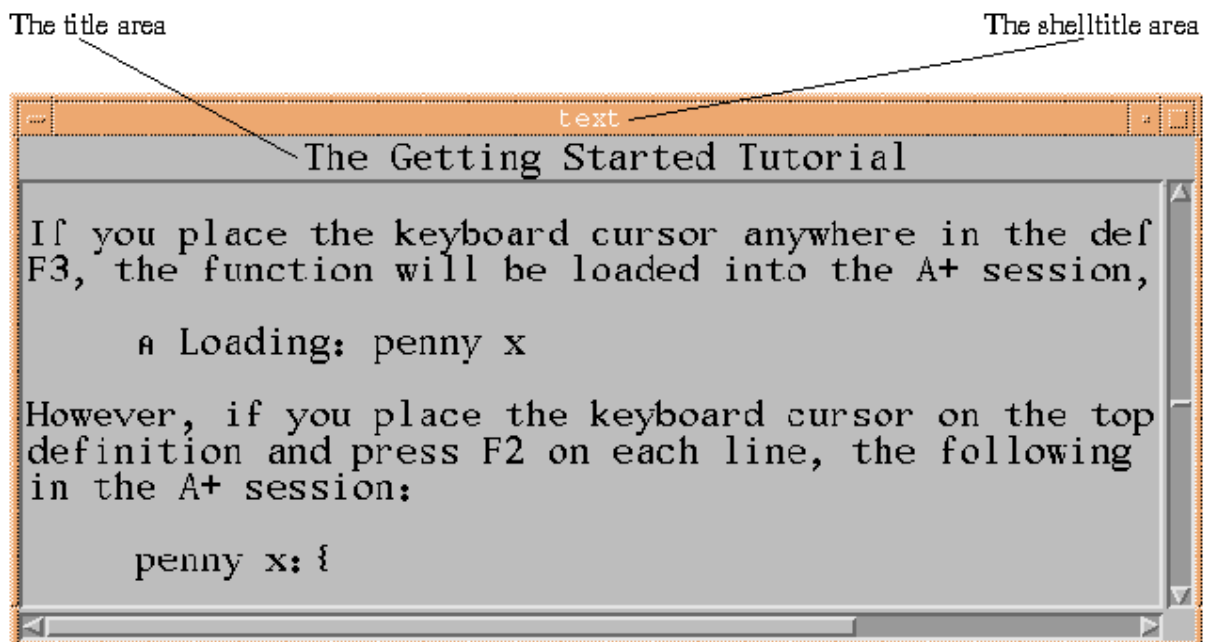 The title area
The shelltitle area
text
The Getting Started Tutorial
If you place the keyboard cursor anywhere in the def
F3, the function will be loaded into the A+ session,
⍝ Loading: penny x
However, if you place the keyboard cursor on the top
definition and press F2 on each line, the following
in the A+ session:
penny x:{